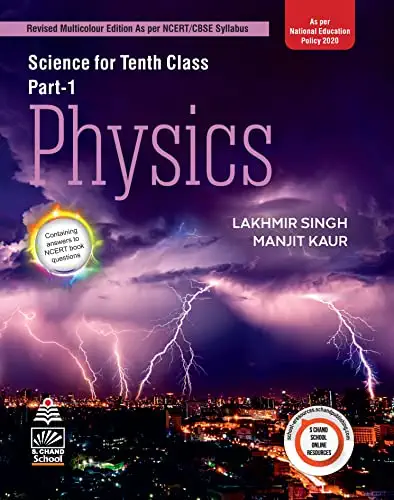 Revised Multicolour Edition As per NCERT/CBSE Syllabus
As per
National Education
Policy 2020
Science for Tenth Class
Part-1
Physics
LAKHMIR SINGH
MANJIT KAUR
Containing
answers to
NCERT book
questions
S. CHAND
School
S CHAND
SCHOOL
ONLINE
RESOURCES